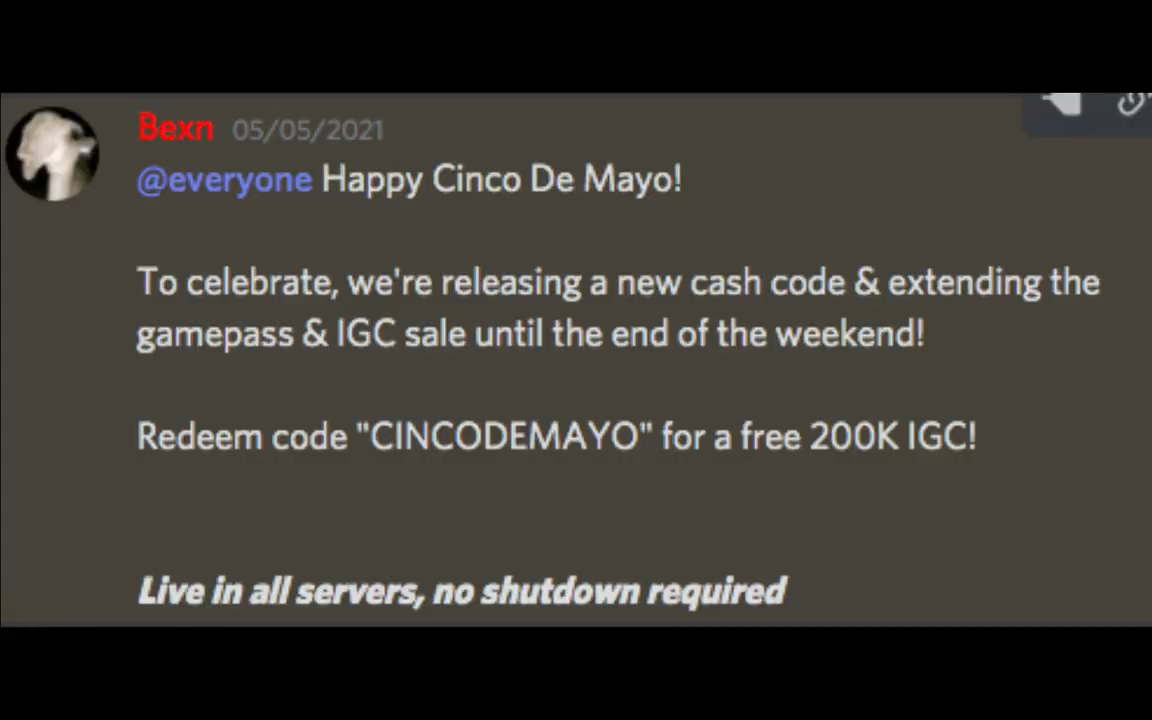 Bexn 05/05/2021
@everyone Happy Cinco De Mayo!
To celebrate, we're releasing a new cash code & extending the
gamepass & IGC sale until the end of the weekend!
Redeem code "CINCODEMAYO" for a free 200K IGC!
Live in all servers, no shutdown required